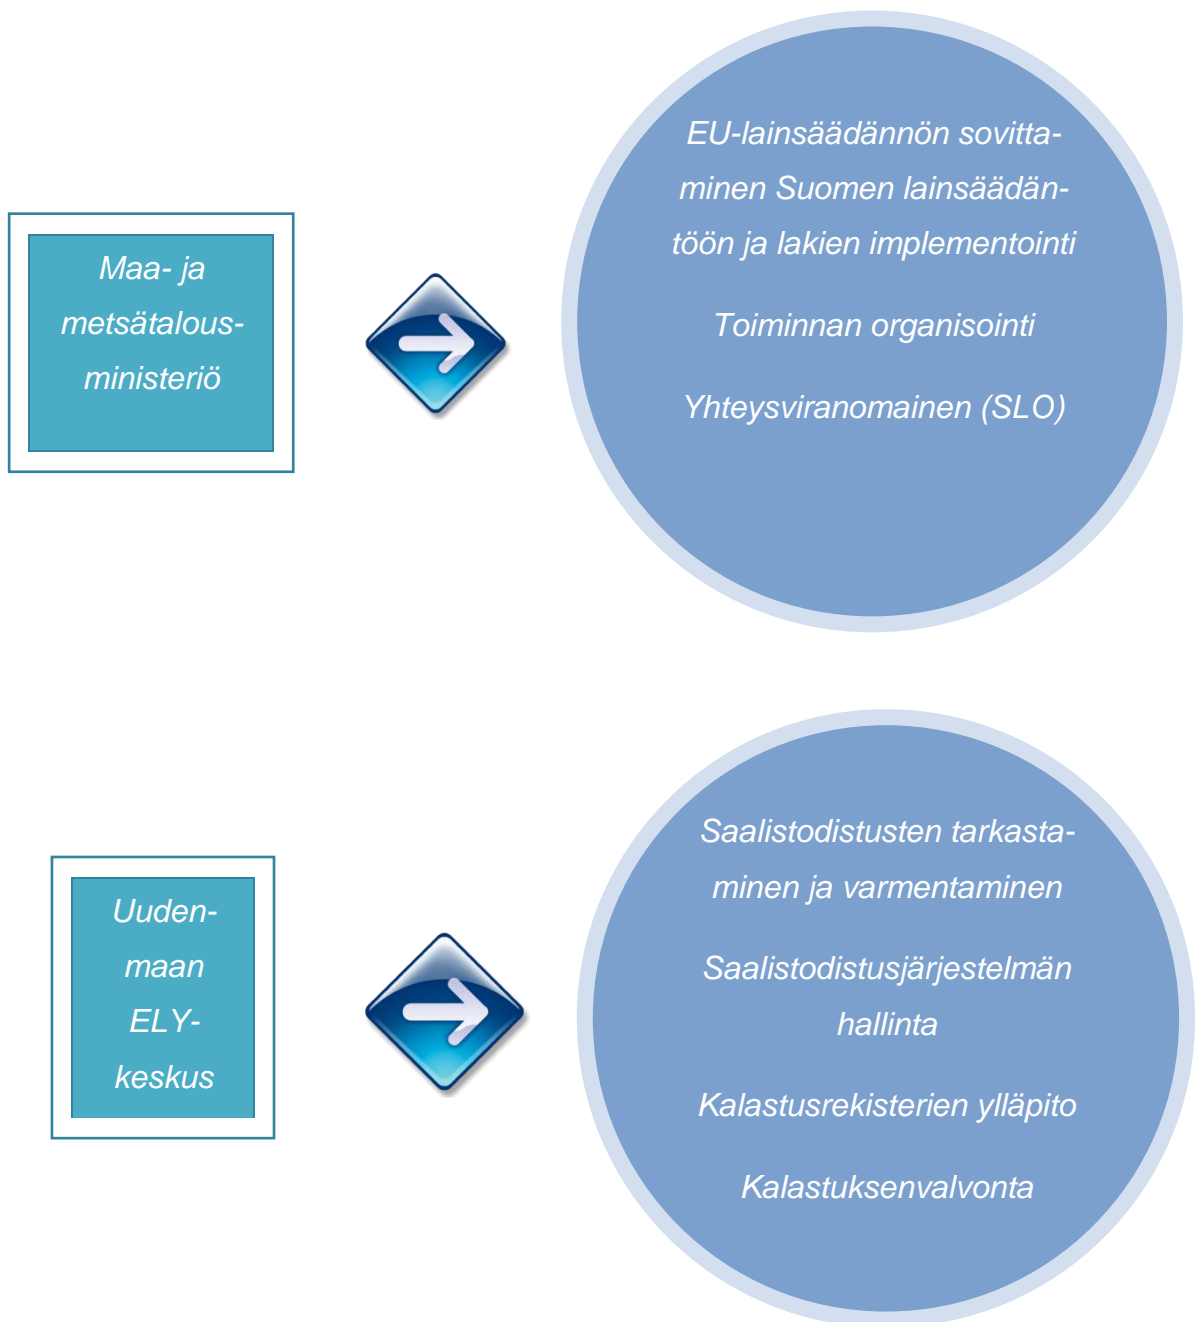 Maa- ja
metsätalous-
ministeriö
EU-lainsäädännön sovitta-
minen Suomen lainsäädän-
töön ja lakien implementointi
Toiminnan organisointi
Yhteysviranomainen (SLO)
Uuden-
maan
ELY-
keskus
Saalistodistusten tarkasta-
minen ja varmentaminen
Saalistodistusjärjestelmän
hallinta
Kalastusrekisterien ylläpito
Kalastuksenvalvonta